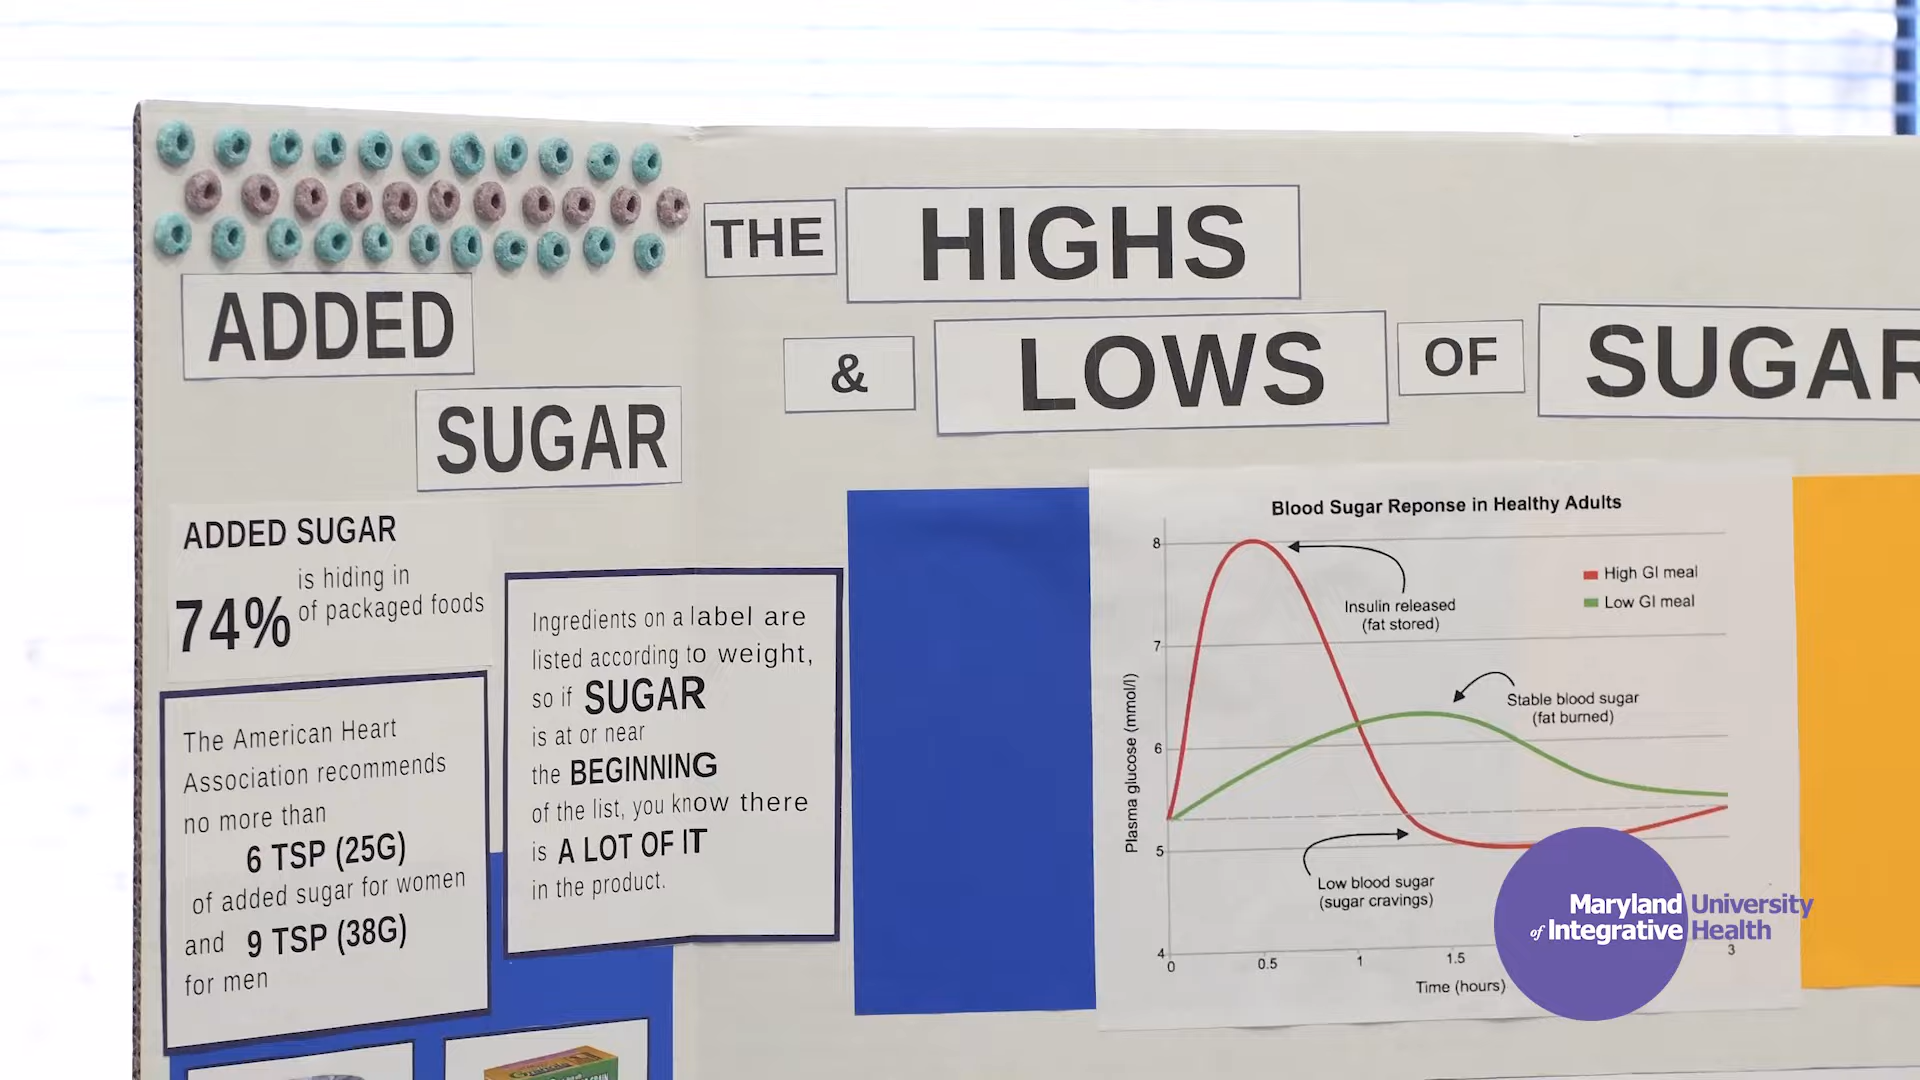 ADDED
SUGAR
ADDED SUGAR
is hiding in
74% of packaged foods
The American Heart
Association recommends
no more than
6 TSP (25G)
of added sugar for women
and 9 TSP (38G)
for men
Ingredients on a label are
listed according to weight,
so if SUGAR
is at or near
the BEGINNING
of the list, you know there
is A LOT OF IT
in the product.
THE HIGHS
& LOWS OF SUGAR
Blood Sugar Reponse in Healthy Adults
High GI meal
Low GI meal
Insulin released
(fat stored)
Stable blood sugar
(fat burned)
Low blood sugar
(sugar cravings)
Plasma glucose (mmol/l)
8
7
6
5
4
0 0.5 1 1.5 3
Time (hours)
Maryland University
of Integrative Health